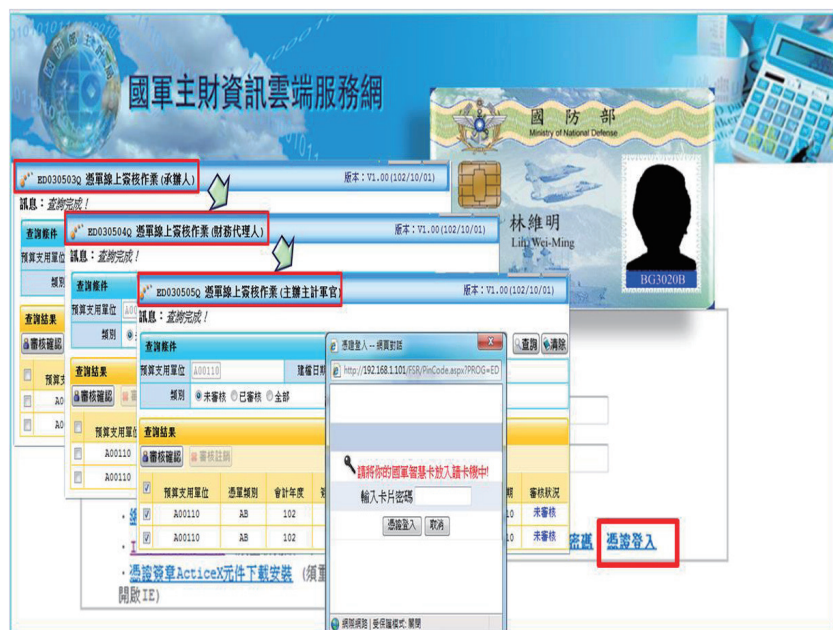 國軍主財資訊雲端服務網
國防部
Ministry of National Defense
林維明
Lin, Wei-Ming
BG3020B
ED030503Q 憑單線上簽核作業(承辦人)
版本：V1.00(102/10/01)
訊息：查詢完成！
查詢條件
預算支用單位
類別
查詢結果
審核確認
ED030504Q 憑單線上簽核作業(財務代理人)
版本：V1.00(102/10/01)
訊息：查詢完成！
查詢條件
預算支用單位
類別
查詢結果
審核確認
預算支用單位
A00110
A00110
ED030505Q 憑單線上簽核作業(主辦主計軍官)
版本：V1.00(102/10/01)
訊息：查詢完成！
查詢 清除
查詢條件
預算支用單位 A00110 建檔日期
類別 未審核 已審核 全部
查詢結果
審核確認 審核註銷
預算支用單位 憑單類別 會計年度 期 審核狀況
A00110 AB 102 10 未審核
A00110 AB 102 10 未審核
憑證登入 -- 網頁對話
http://192.168.1.101/FSR/PinCode.aspx?PROG=ED
請將你的國軍智慧卡放入讀卡機中!
輸入卡片密碼
憑證登入 取消
網際網路 | 受保護模式: 關閉
密碼 憑證登入
憑證簽章ActiceX元件下載安裝 (須重
開啟IE)